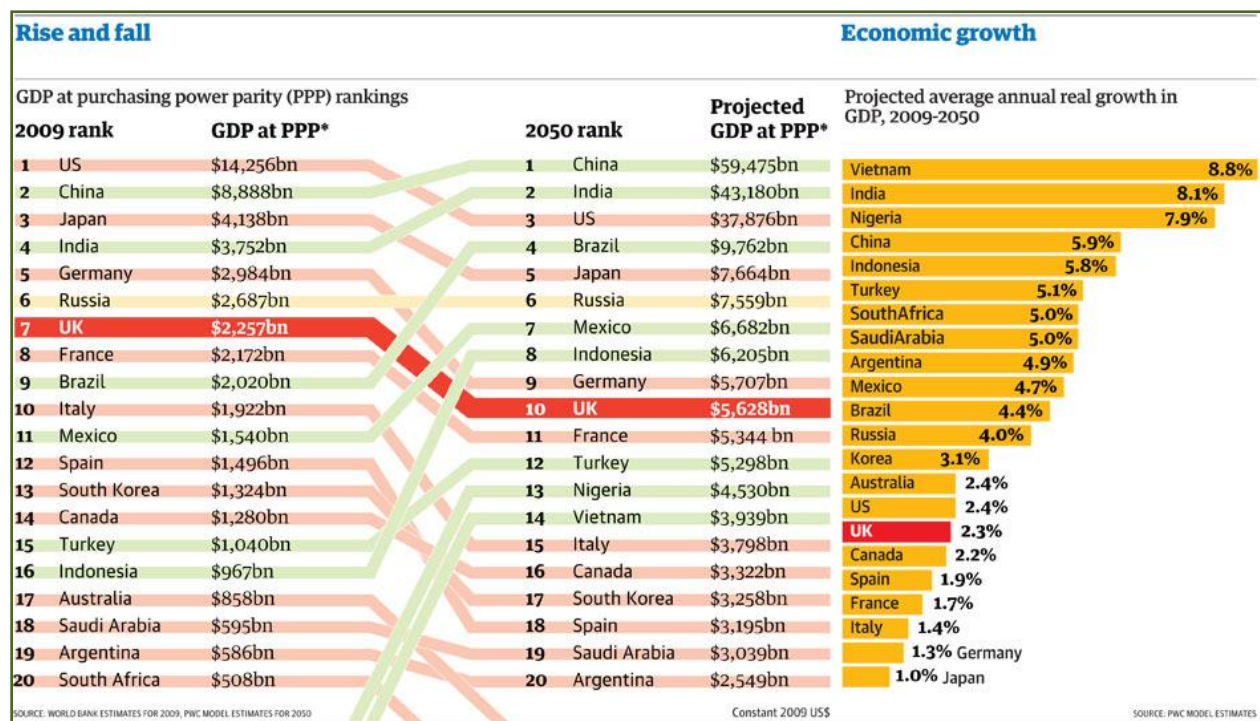 Rise and fall
GDP at purchasing power parity (PPP) rankings
2009 rank GDP at PPP*
1 US $14,256bn
2 China $8,888bn
3 Japan $4,138bn
4 India $3,752bn
5 Germany $2,984bn
6 Russia $2,687bn
7 UK $2,257bn
8 France $2,172bn
9 Brazil $2,020bn
10 Italy $1,922bn
11 Mexico $1,540bn
12 Spain $1,496bn
13 South Korea $1,324bn
14 Canada $1,280bn
15 Turkey $1,040bn
16 Indonesia $967bn
17 Australia $858bn
18 Saudi Arabia $595bn
19 Argentina $586bn
20 South Africa $508bn
SOURCE: WORLD BANK ESTIMATES FOR 2009, PWC MODEL ESTIMATES FOR 2050
Projected
2050 rank GDP at PPP*
1 China $59,475bn
2 India $43,180bn
3 US $37,876bn
4 Brazil $9,762bn
5 Japan $7,664bn
6 Russia $7,559bn
7 Mexico $6,682bn
8 Indonesia $6,205bn
9 Germany $5,707bn
10 UK $5,628bn
11 France $5,344 bn
12 Turkey $5,298bn
13 Nigeria $4,530bn
14 Vietnam $3,939bn
15 Italy $3,798bn
16 Canada $3,322bn
17 South Korea $3,258bn
18 Spain $3,195bn
19 Saudi Arabia $3,039bn
20 Argentina $2,549bn
Constant 2009 US$
Economic growth
Projected average annual real growth in
GDP, 2009-2050
Vietnam 8.8%
India 8.1%
Nigeria 7.9%
China 5.9%
Indonesia 5.8%
Turkey 5.1%
SouthAfrica 5.0%
SaudiArabia 5.0%
Argentina 4.9%
Mexico 4.7%
Brazil 4.4%
Russia 4.0%
Korea 3.1%
Australia 2.4%
US 2.4%
UK 2.3%
Canada 2.2%
Spain 1.9%
France 1.7%
Italy 1.4%
1.3% Germany
1.0% Japan
SOURCE: PWC MODEL ESTIMATES